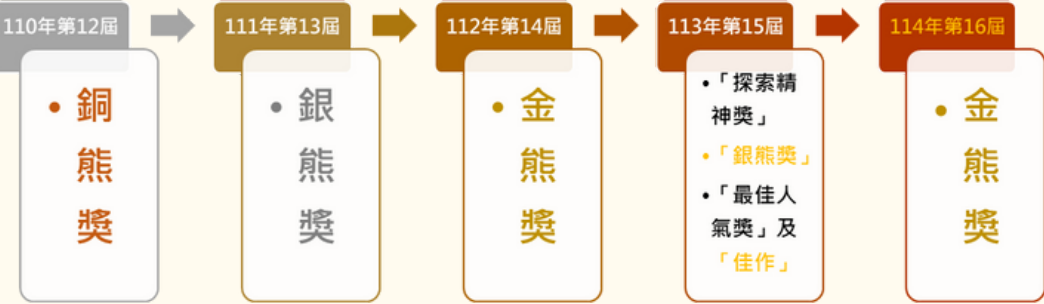 110年第12屆
•銅
熊
獎
111年第13屆
•銀
熊
獎
112年第14屆
•金
熊
獎
113年第15屆
•「探索精
神獎」
•「銀熊獎」
•「最佳人
氣獎」及
「佳作」
114年第16屆
•金
熊
獎